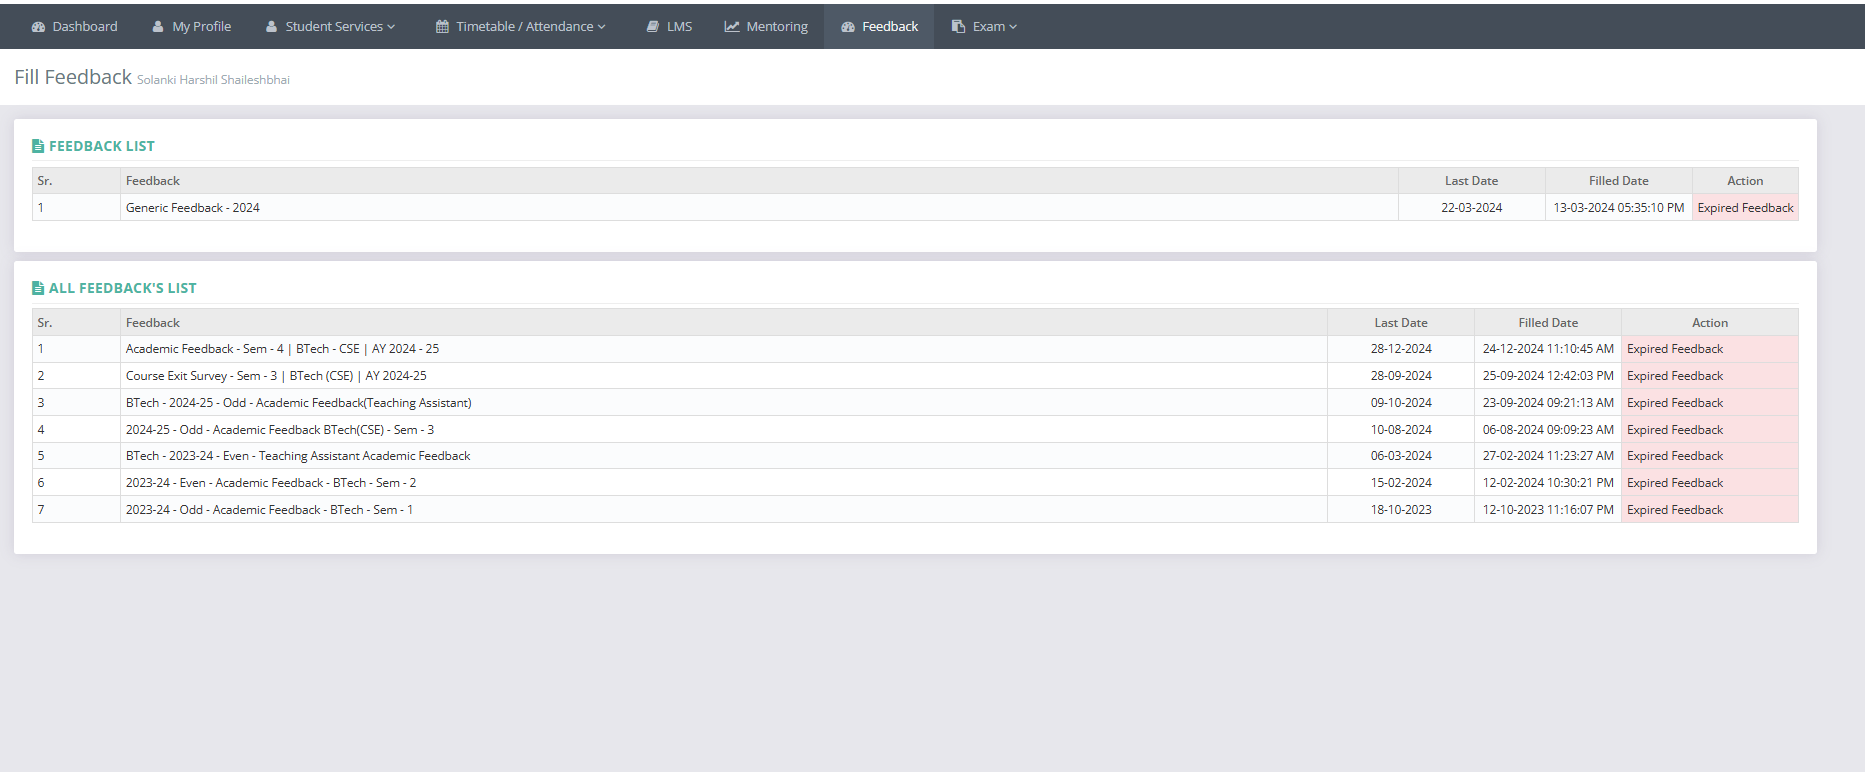 Dashboard My Profile Student Services Timetable / Attendance LMS Mentoring Feedback Exam
Fill Feedback Solanki Harshil Shaileshbhai
FEEDBACK LIST
Sr. Feedback Last Date Filled Date Action
1 Generic Feedback - 2024 22-03-2024 13-03-2024 05:35:10 PM Expired Feedback
ALL FEEDBACK'S LIST
Sr. Feedback Last Date Filled Date Action
1 Academic Feedback - Sem - 4 | BTech - CSE | AY 2024 - 25 28-12-2024 24-12-2024 11:10:45 AM Expired Feedback
2 Course Exit Survey - Sem - 3 | BTech (CSE) | AY 2024-25 28-09-2024 25-09-2024 12:42:03 PM Expired Feedback
3 BTech - 2024-25 - Odd - Academic Feedback(Teaching Assistant) 09-10-2024 23-09-2024 09:21:13 AM Expired Feedback
4 2024-25 - Odd - Academic Feedback BTech(CSE) - Sem - 3 10-08-2024 06-08-2024 09:09:23 AM Expired Feedback
5 BTech - 2023-24 - Even - Teaching Assistant Academic Feedback 06-03-2024 27-02-2024 11:23:27 AM Expired Feedback
6 2023-24 - Even - Academic Feedback - BTech - Sem - 2 15-02-2024 12-02-2024 10:30:21 PM Expired Feedback
7 2023-24 - Odd - Academic Feedback - BTech - Sem - 1 18-10-2023 12-10-2023 11:16:07 PM Expired Feedback